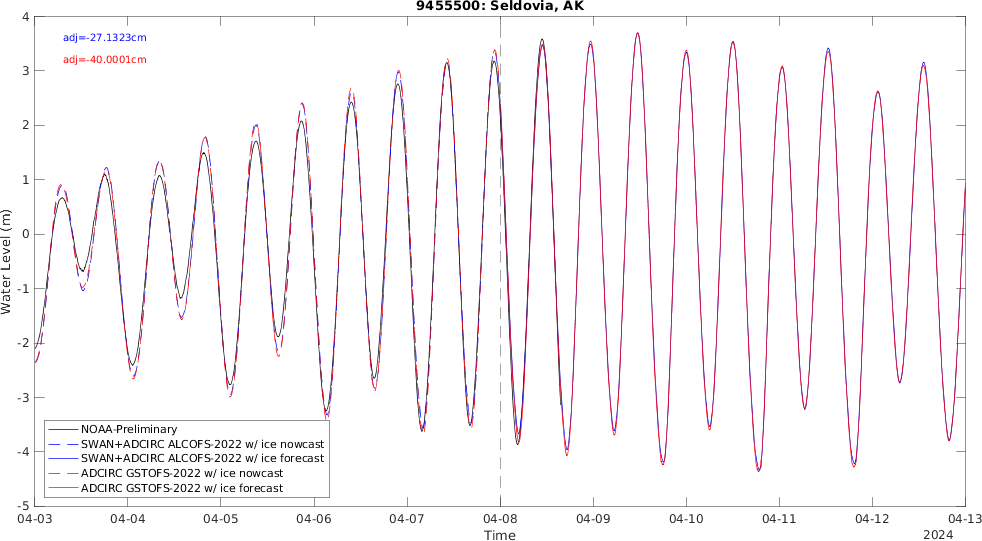 9455500: Seldovia, AK
adj=-27.1323cm
adj=-40.0001cm
4
3
2
1
0
-1
-2
-3
-4
-5
Water Level (m)
NOAA-Preliminary
SWAN+ADCIRC ALCOFS-2022 w/ ice nowcast
SWAN+ADCIRC ALCOFS-2022 w/ ice forecast
ADCIRC GSTOFS-2022 w/ ice nowcast
ADCIRC GSTOFS-2022 w/ ice forecast
04-03 04-04 04-05 04-06 04-07 04-08 04-09 04-10 04-11 04-12 04-13
Time
2024